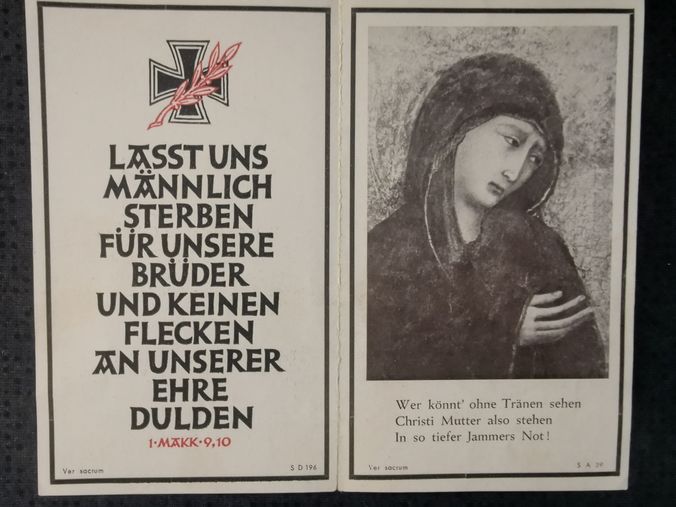 LASST UNS
MÄNNLICH
STERBEN
FÜR UNSERE
BRÜDER
UND KEINEN
FLECKEN
AN UNSERER
EHRE
DULDEN
1·MAKK·9,10
Ver sacrum
S D 196
Wer könnt' ohne Tränen sehen
Christi Mutter also stehen
In so tiefer Jammers Not!
Ver sacrum
S A 39